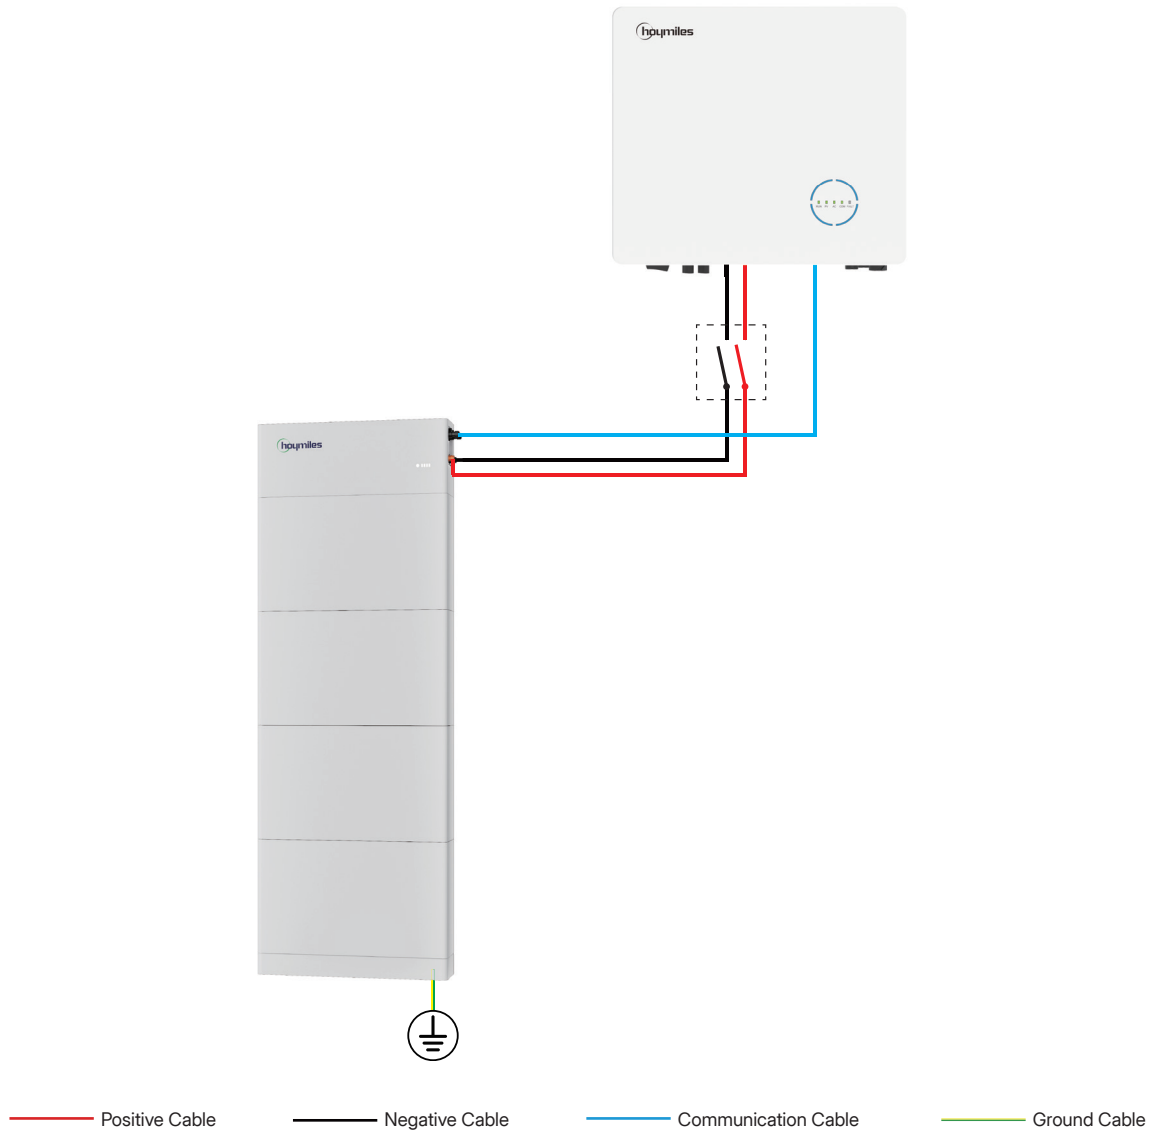 hoymiles
hoymiles
Positive Cable
Negative Cable
Communication Cable
Ground Cable